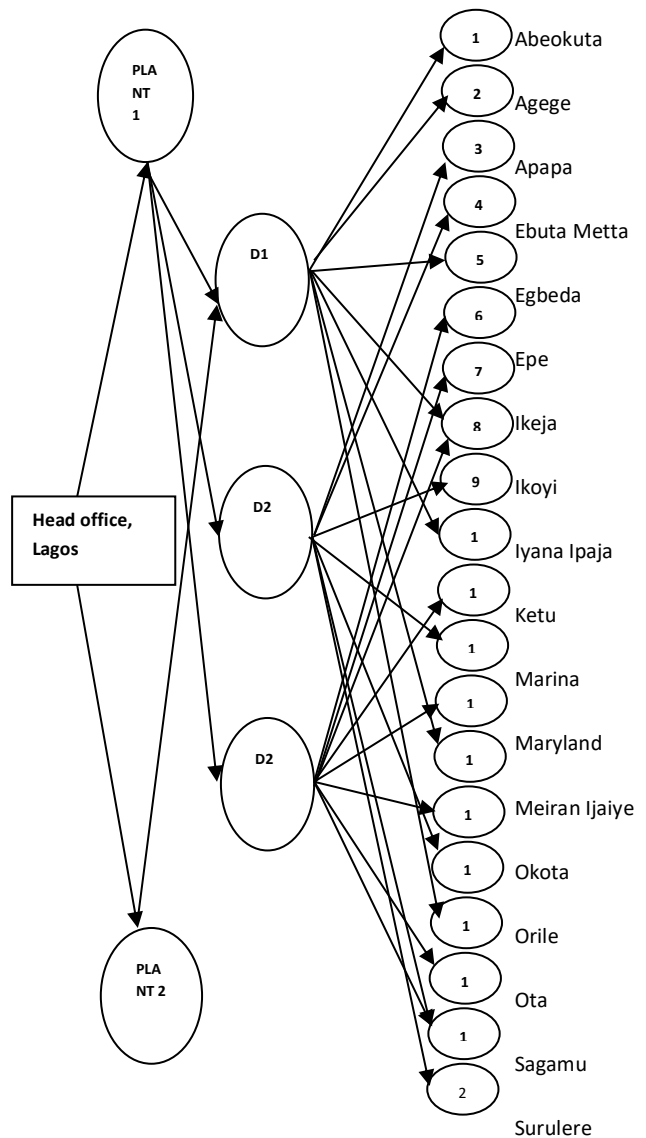 PLA
NT
1
D1
D2
D2
Head office,
Lagos
PLA
NT 2
1
Abeokuta
2
Agege
3
Apapa
4
Ebuta Metta
5
Egbeda
6
Epe
7
Ikeja
8
Ikoyi
9
Iyana Ipaja
1
Ketu
1
1
Marina
1
Maryland
1
Meiran Ijaiye
1
Okota
1
Orile
1
Ota
1
Sagamu
1
2
Surulere